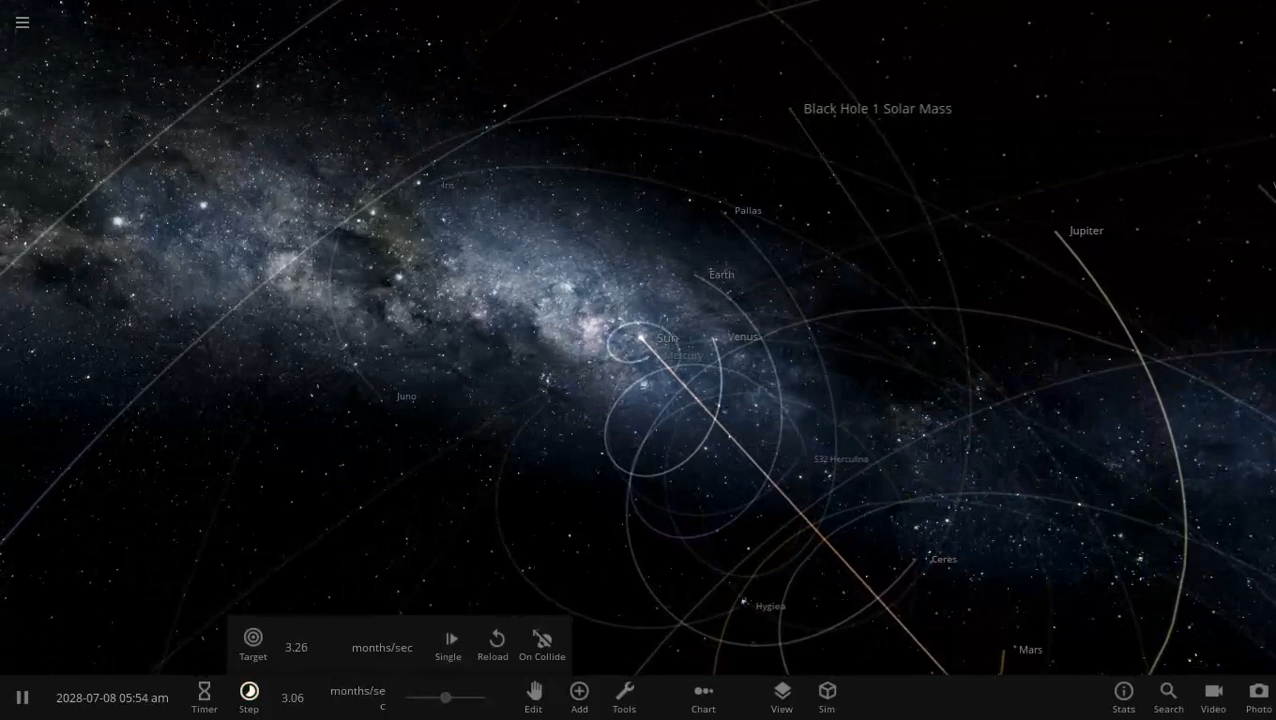 Black Hole 1 Solar Mass
Iris
Pallas
Jupiter
Earth
Sun
Venus
Mercury
Juno
532 Herculina
Ceres
Hygiea
Mars
3.26 months/sec
Target Single Reload On Collide
2028-07-08 05:54 am
3.06 months/se
c
Timer Step Edit Add Tools Chart View Sim Stats Search Video Photo